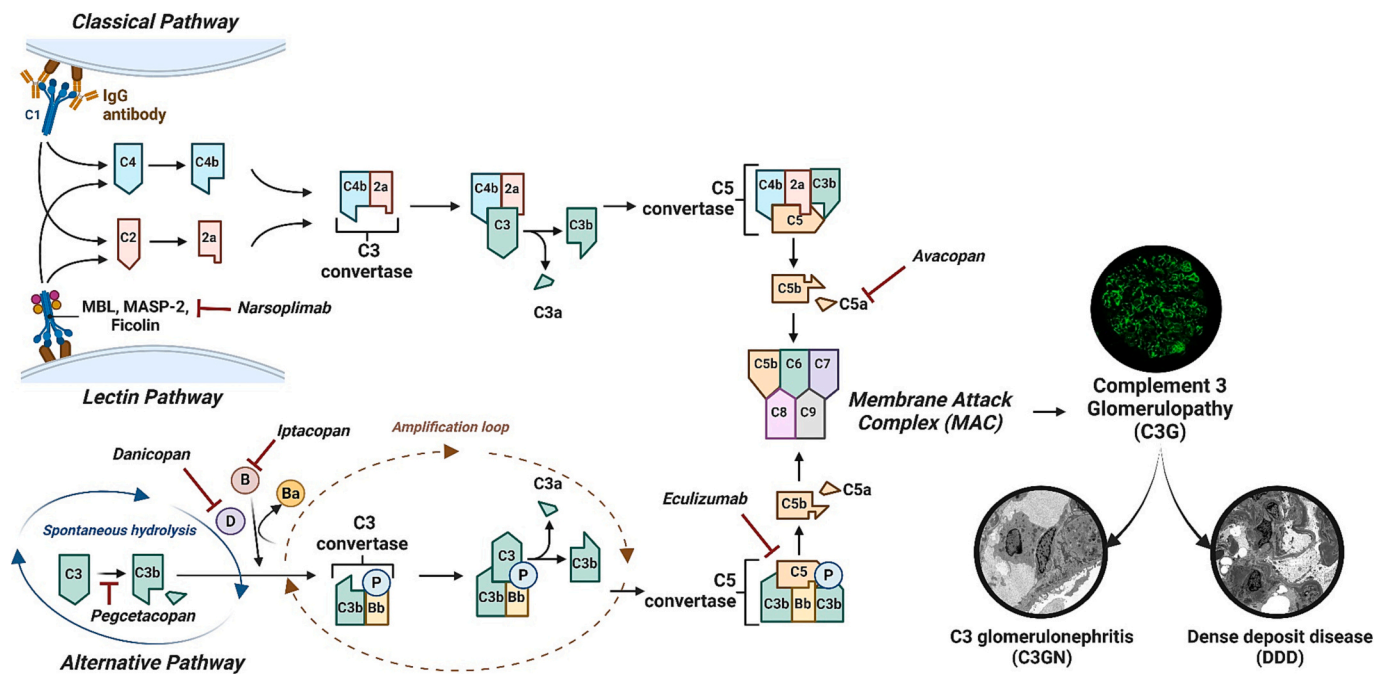 Classical Pathway
C1
IgG
antibody
C4
C4b
C2
2a
C4b
2a
C3
convertase
C4b
2a
C3
C3b
C3a
C5
convertase
C4b
2a
C3b
C5
C5b
C5a
Avacopan
MBL, MASP-2,
Ficolin
Narsoplimab
Lectin Pathway
C5b
C6
C7
C8
C9
Membrane Attack
Complex (MAC)
Complement 3
Glomerulopathy
(C3G)
Iptacopan
Danicopan
B
Ba
D
Amplification loop
Spontaneous hydrolysis
C3
C3b
Pegcetacopan
Alternative Pathway
C3
convertase
P
C3b
Bb
C3a
C3
P
C3b
Bb
C3b
Eculizumab
C5b
C5a
C5
convertase
C5
P
C3b
Bb
C3b
C3 glomerulonephritis
(C3GN)
Dense deposit disease
(DDD)